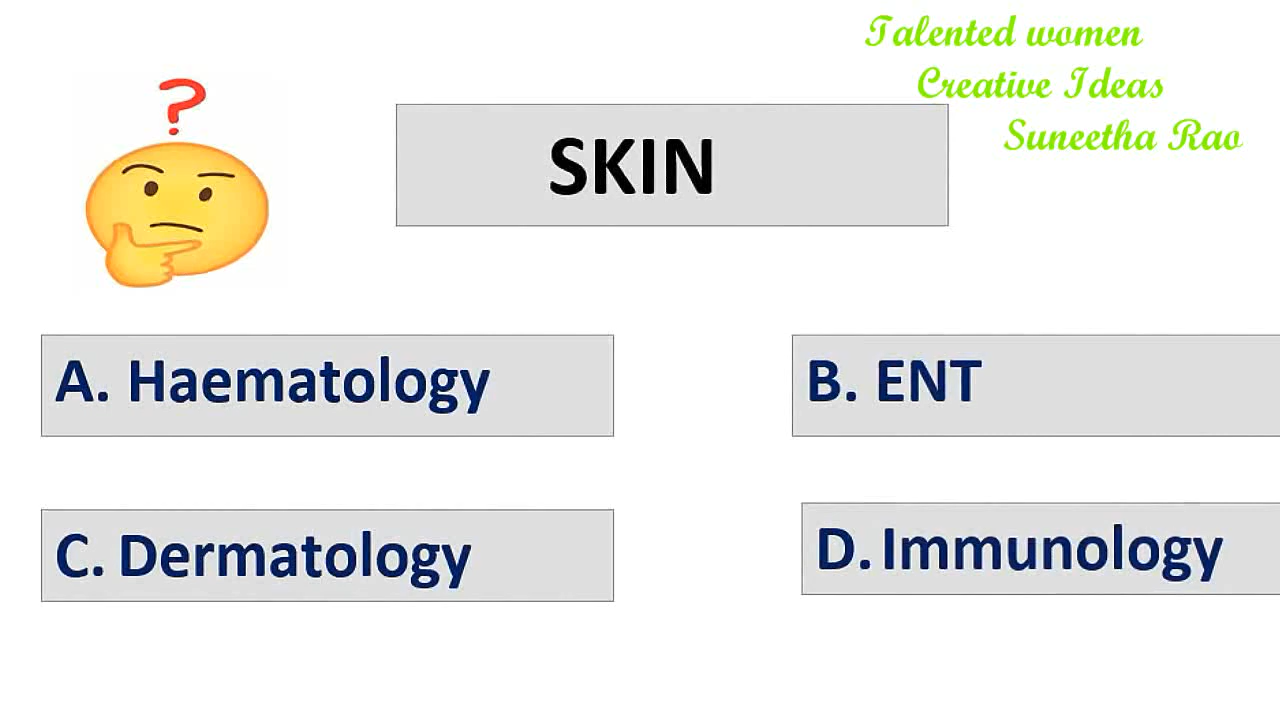 Talented women
Creative Ideas
Suneetha Rao
?
SKIN
A. Haematology
B. ENT
C. Dermatology
D. Immunology